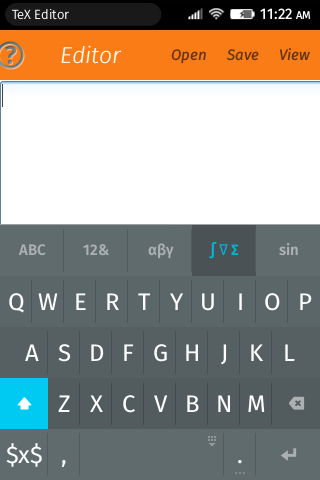 TeX Editor 11:22 AM
? Editor Open Save View
ABC 12& αβγ ∫∇Σ sin
Q W E R T Y U I O P
A S D F G H J K L
Z X C V B N M
$x$ , .